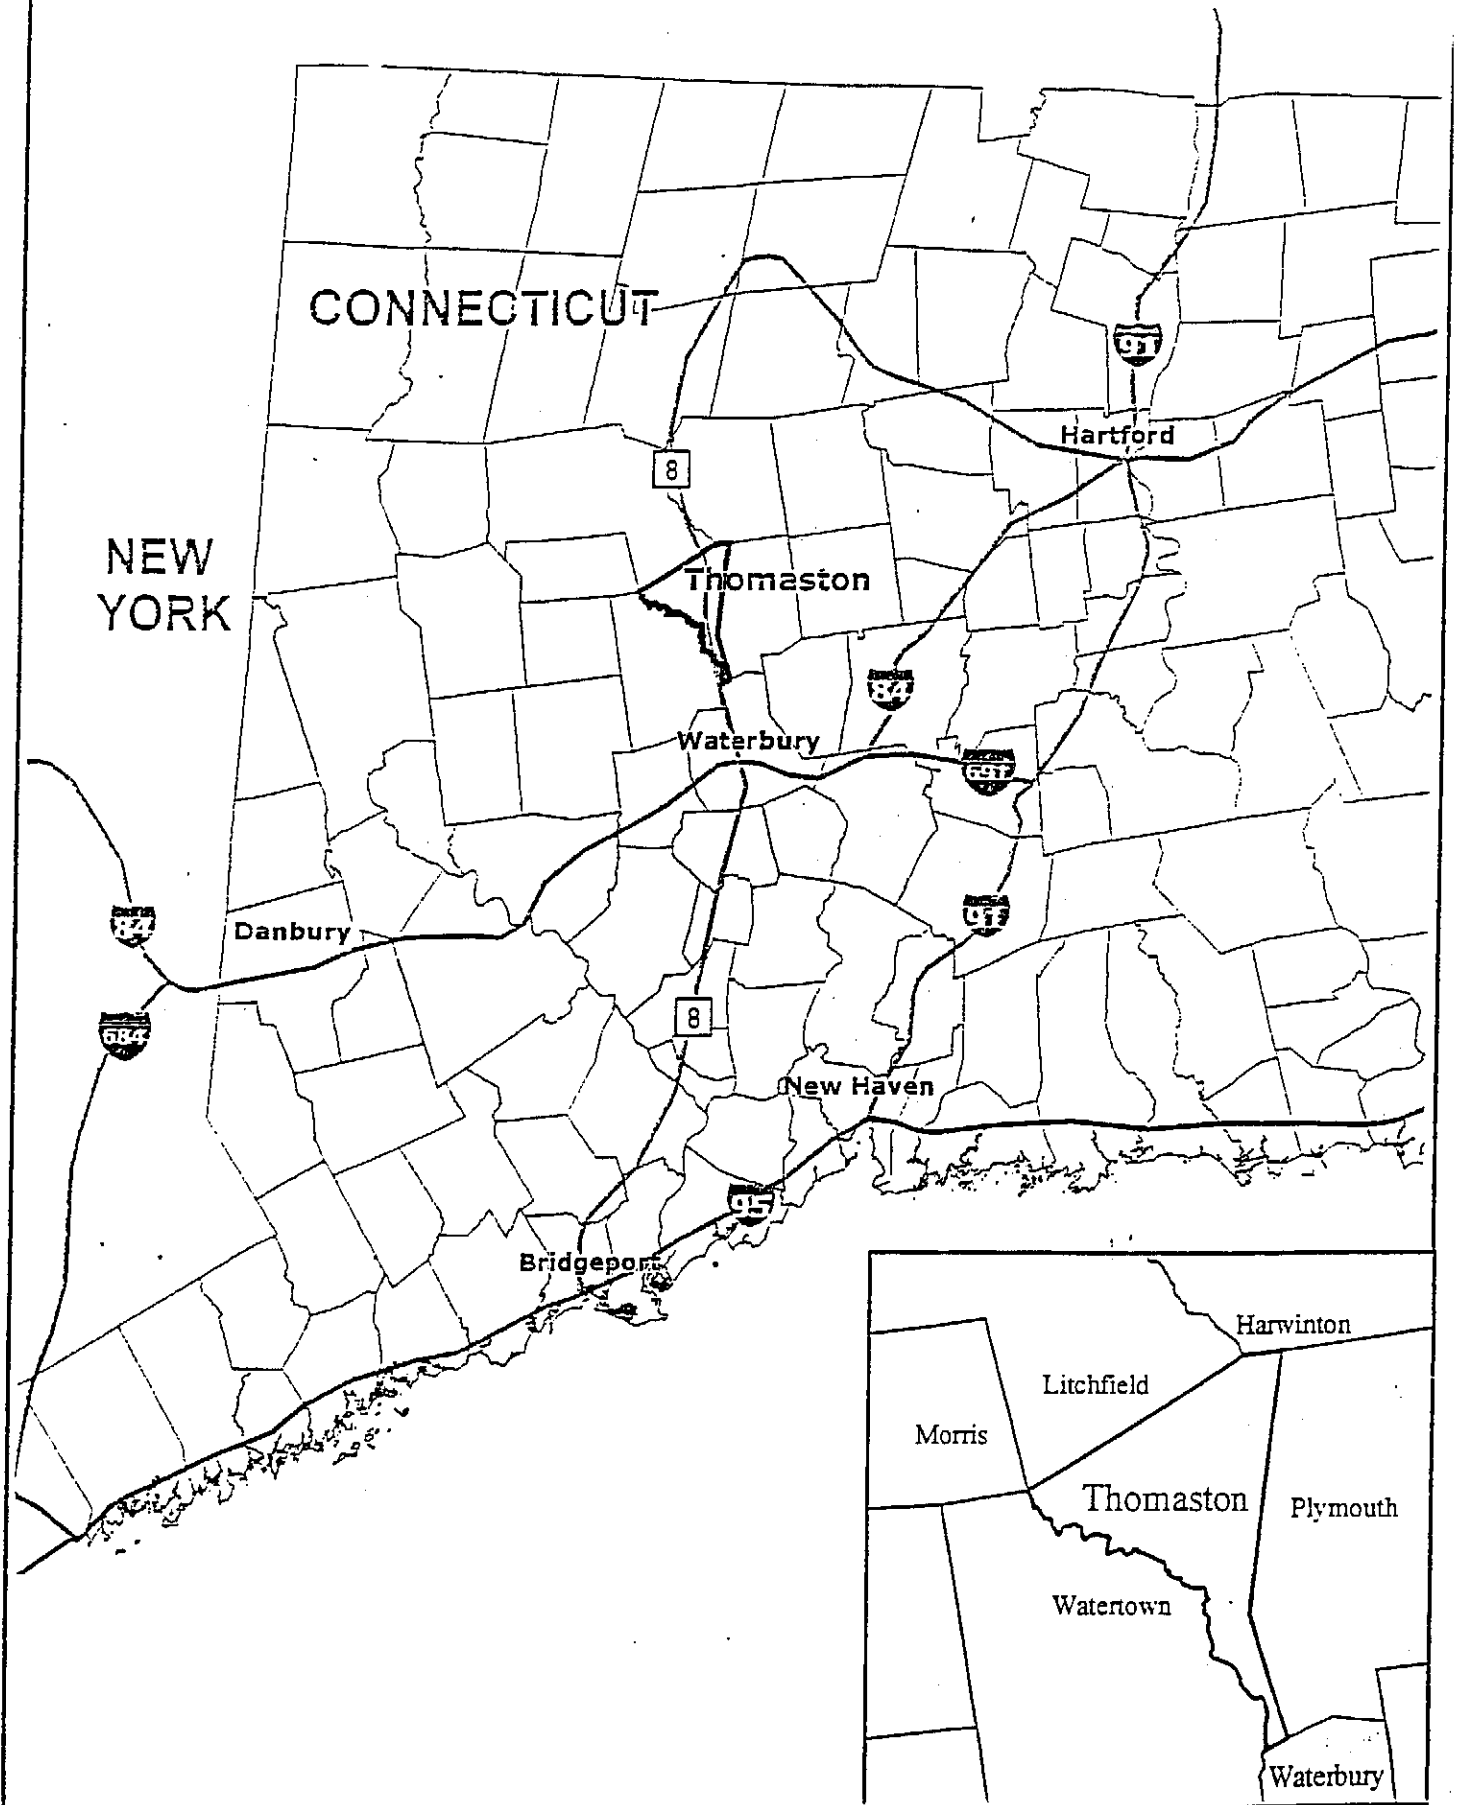 CONNECTICUT
91
Hartford
8
NEW
YORK
Thomaston
84
Waterbury
691
84
Danbury
91
684
8
New Haven
95
Bridgeport
Harwinton
Litchfield
Morris
Thomaston
Plymouth
Watertown
Waterbury